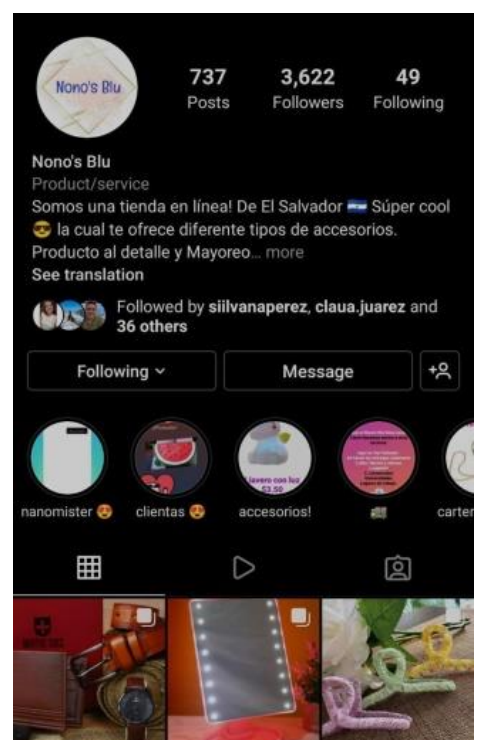 Nono's Blu
737
3,622
49
Posts
Followers
Following
Nono's Blu
Product/service
Somos una tienda en línea! De El Salvador 🇸🇻 Súper cool
😎 la cual te ofrece diferente tipos de accesorios.
Producto al detalle y Mayoreo... more
See translation
Followed by siilvanaperez, claua.juarez and
36 others
Following
Message
llavero con luz
$3.50
nanomister 😍
clientas 😍
accesorios!
carter